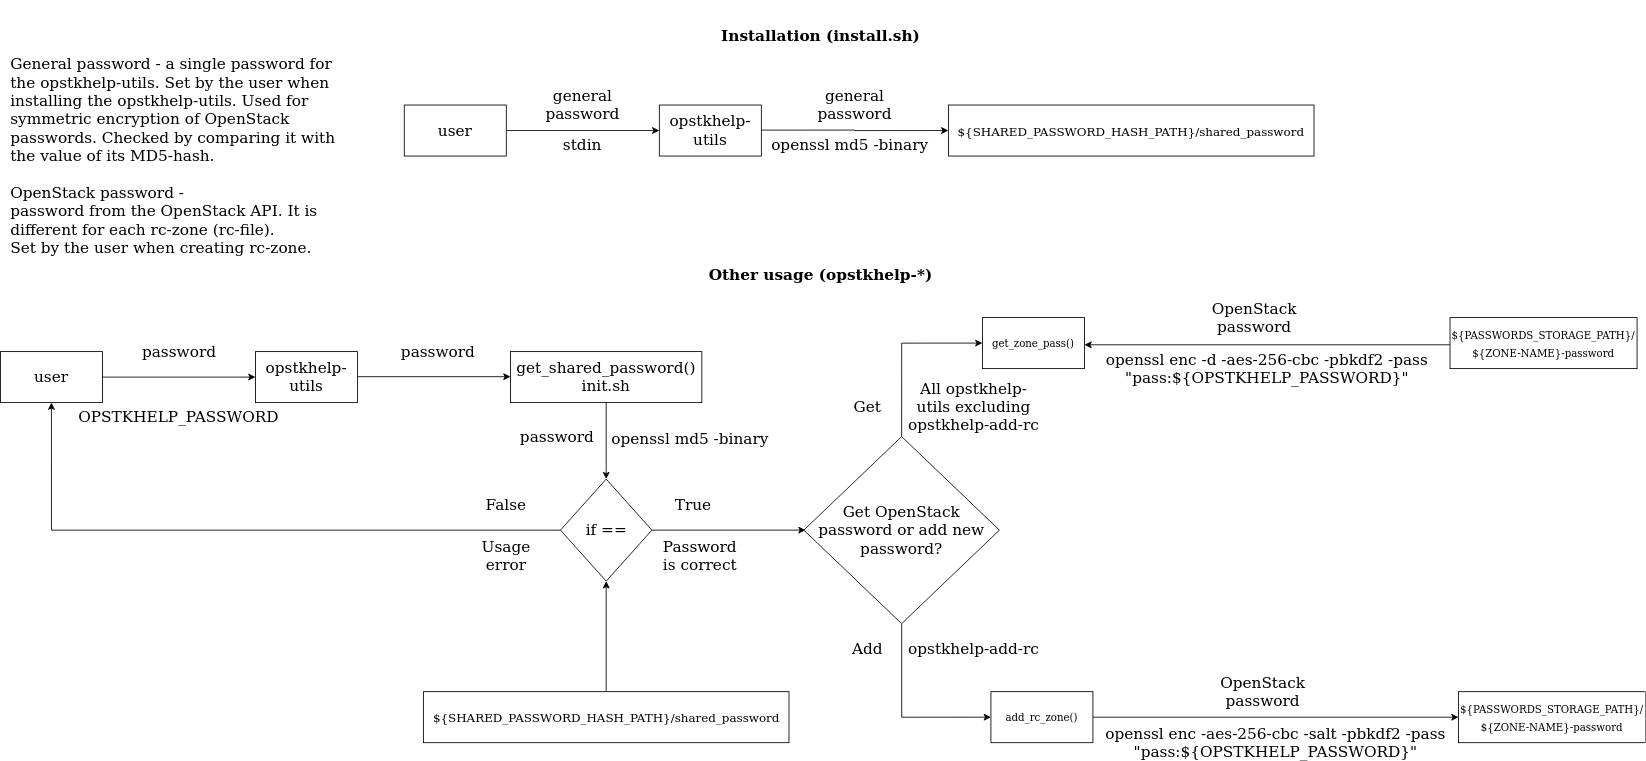 Installation (install.sh)
General password - a single password for
the opstkhelp-utils. Set by the user when
installing the opstkhelp-utils. Used for
symmetric encryption of OpenStack
passwords. Checked by comparing it with
the value of its MD5-hash.
OpenStack password -
password from the OpenStack API. It is
different for each rc-zone (rc-file).
Set by the user when creating rc-zone.
user
general
password
stdin
opstkhelp-
utils
general
password
openssl md5 -binary
${SHARED_PASSWORD_HASH_PATH}/shared_password
Other usage (opstkhelp-*)
user
password
OPSTKHELP_PASSWORD
opstkhelp-
utils
password
get_shared_password()
init.sh
password
openssl md5 -binary
False
Usage
error
if ==
True
Password
is correct
${SHARED_PASSWORD_HASH_PATH}/shared_password
Get OpenStack
password or add new
password?
Get
All opstkhelp-
utils excluding
opstkhelp-add-rc
get_zone_pass()
OpenStack
password
openssl enc -d -aes-256-cbc -pbkdf2 -pass
"pass:${OPSTKHELP_PASSWORD}"
${PASSWORDS_STORAGE_PATH}/
${ZONE-NAME}-password
Add
opstkhelp-add-rc
add_rc_zone()
OpenStack
password
openssl enc -aes-256-cbc -salt -pbkdf2 -pass
"pass:${OPSTKHELP_PASSWORD}"
${PASSWORDS_STORAGE_PATH}/
${ZONE-NAME}-password